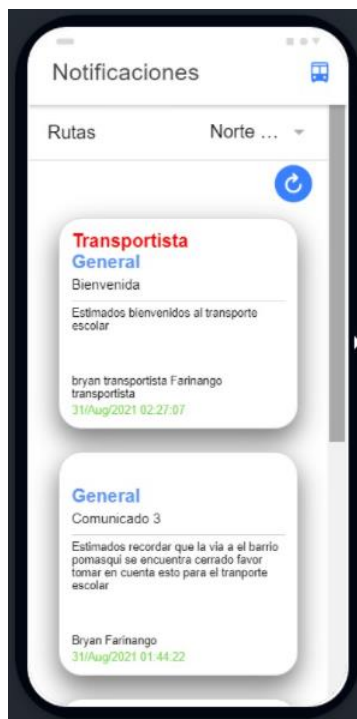 Notificaciones
Rutas Norte ...
Transportista
General
Bienvenida
Estimados bienvenidos al transporte
escolar
bryan transportista Farinango
transportista
31/Aug/2021 02:27:07
General
Comunicado 3
Estimados recordar que la via a el barrio
pomasqui se encuentra cerrado favor
tomar en cuenta esto para el tranporte
escolar
Bryan Farinango
31/Aug/2021 01:44:22